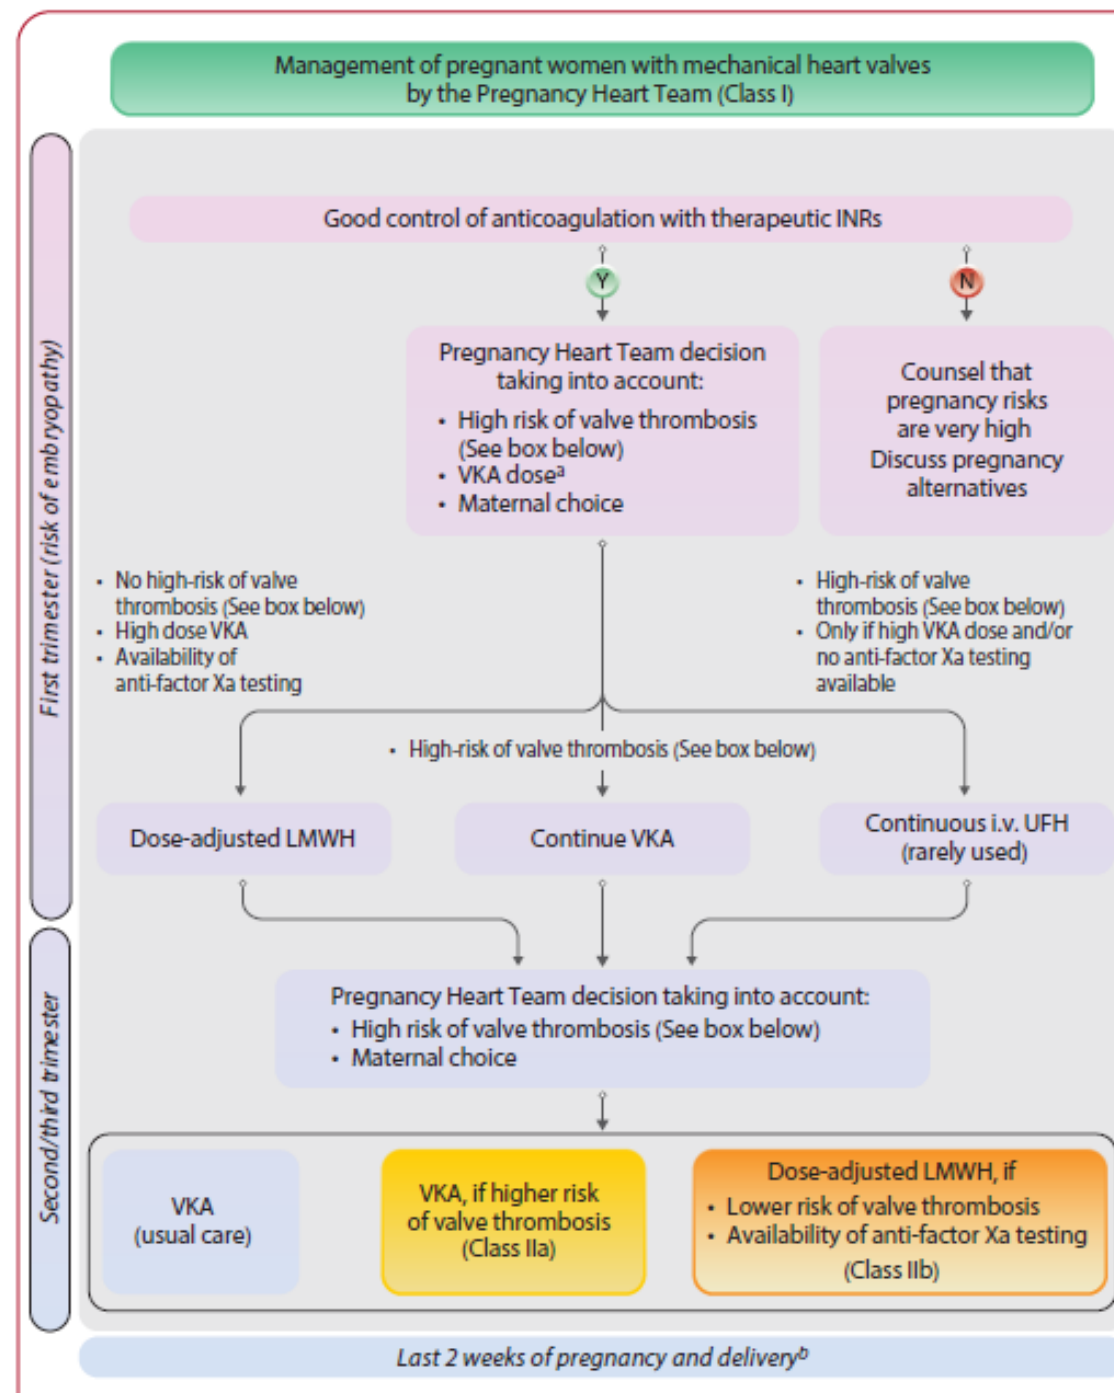 Management of pregnant women with mechanical heart valves
by the Pregnancy Heart Team (Class I)
First trimester (risk of embryopathy)
Good control of anticoagulation with therapeutic INRs
Y
N
Pregnancy Heart Team decision
taking into account:
• High risk of valve thrombosis
(See box below)
• VKA doseᵃ
• Maternal choice
Counsel that
pregnancy risks
are very high
Discuss pregnancy
alternatives
• No high-risk of valve
thrombosis (See box below)
• High dose VKA
• Availability of
anti-factor Xa testing
• High-risk of valve
thrombosis (See box below)
• Only if high VKA dose and/or
no anti-factor Xa testing
available
• High-risk of valve thrombosis (See box below)
Dose-adjusted LMWH
Continue VKA
Continuous i.v. UFH
(rarely used)
Second/third trimester
Pregnancy Heart Team decision taking into account:
• High risk of valve thrombosis (See box below)
• Maternal choice
VKA
(usual care)
VKA, if higher risk
of valve thrombosis
(Class IIa)
Dose-adjusted LMWH, if
• Lower risk of valve thrombosis
• Availability of anti-factor Xa testing
(Class IIb)
Last 2 weeks of pregnancy and deliveryᵇ